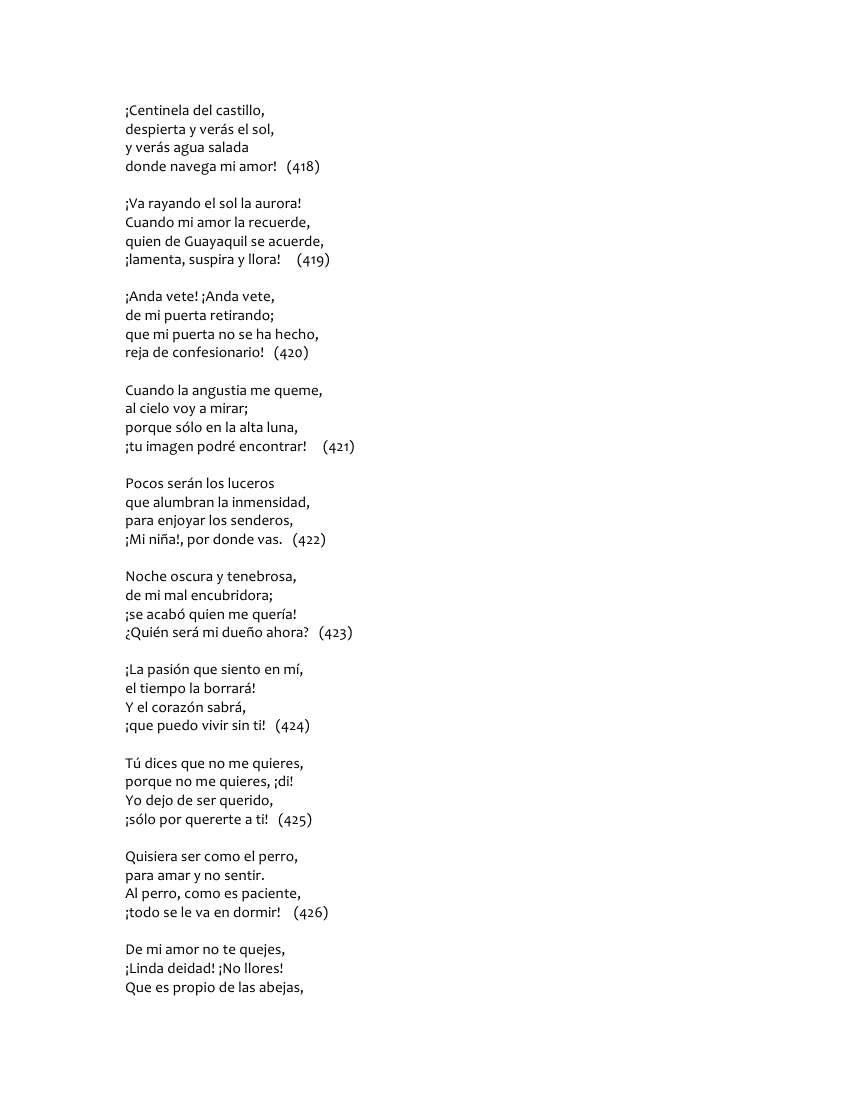 ¡Centinela del castillo,
despierta y verás el sol,
y verás agua salada
donde navega mi amor! (418)

¡Va rayando el sol la aurora!
Cuando mi amor la recuerde,
quien de Guayaquil se acuerde,
¡lamenta, suspira y llora! (419)

¡Anda vete! ¡Anda vete,
de mi puerta retirando;
que mi puerta no se ha hecho,
reja de confesionario! (420)

Cuando la angustia me queme,
al cielo voy a mirar;
porque sólo en la alta luna,
¡tu imagen podré encontrar! (421)

Pocos serán los luceros
que alumbran la inmensidad,
para enjoyar los senderos,
¡Mi niña!, por donde vas. (422)

Noche oscura y tenebrosa,
de mi mal encubridora;
¡se acabó quien me quería!
¿Quién será mi dueño ahora? (423)

¡La pasión que siento en mí,
el tiempo la borrará!
Y el corazón sabrá,
¡que puedo vivir sin ti! (424)

Tú dices que no me quieres,
porque no me quieres, ¡di!
Yo dejo de ser querido,
¡sólo por quererte a ti! (425)

Quisiera ser como el perro,
para amar y no sentir.
Al perro, como es paciente,
¡todo se le va en dormir! (426)

De mi amor no te quejes,
¡Linda deidad! ¡No llores!
Que es propio de las abejas,